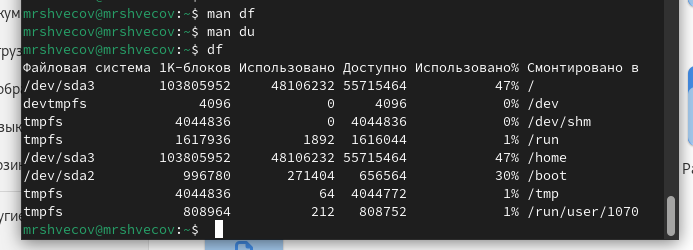 mrshvecov@mrshvecov:~$ man df
mrshvecov@mrshvecov:~$ man du
mrshvecov@mrshvecov:~$ df
Файловая система 1K-блоков Использовано Доступно Использовано% Смонтировано в
/dev/sda3 103805952 48106232 55715464 47% /
devtmpfs 4096 0 4096 0% /dev
tmpfs 4044836 0 4044836 0% /dev/shm
tmpfs 1617936 1892 1616044 1% /run
/dev/sda3 103805952 48106232 55715464 47% /home
/dev/sda2 996780 271404 656564 30% /boot
tmpfs 4044836 64 4044772 1% /tmp
tmpfs 808964 212 808752 1% /run/user/1070
mrshvecov@mrshvecov:~$